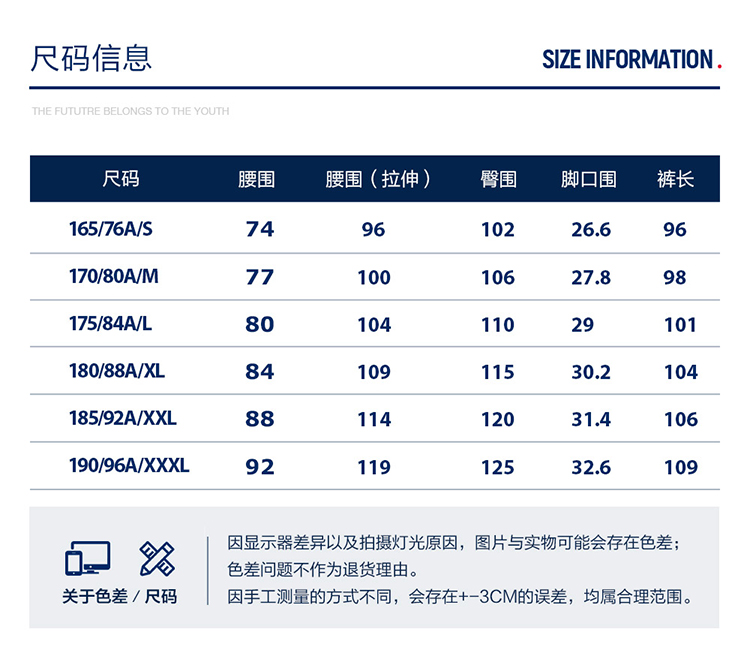 尺码信息
SIZE INFORMATION.
THE FUTUTRE BELONGS TO THE YOUTH
尺码 腰围 腰围（拉伸） 臀围 脚口围 裤长
165/76A/S 74 96 102 26.6 96
170/80A/M 77 100 106 27.8 98
175/84A/L 80 104 110 29 101
180/88A/XL 84 109 115 30.2 104
185/92A/XXL 88 114 120 31.4 106
190/96A/XXXL 92 119 125 32.6 109
关于色差 / 尺码
因显示器差异以及拍摄灯光原因，图片与实物可能会存在色差；
色差问题不作为退货理由。
因手工测量的方式不同，会存在+-3CM的误差，均属合理范围。